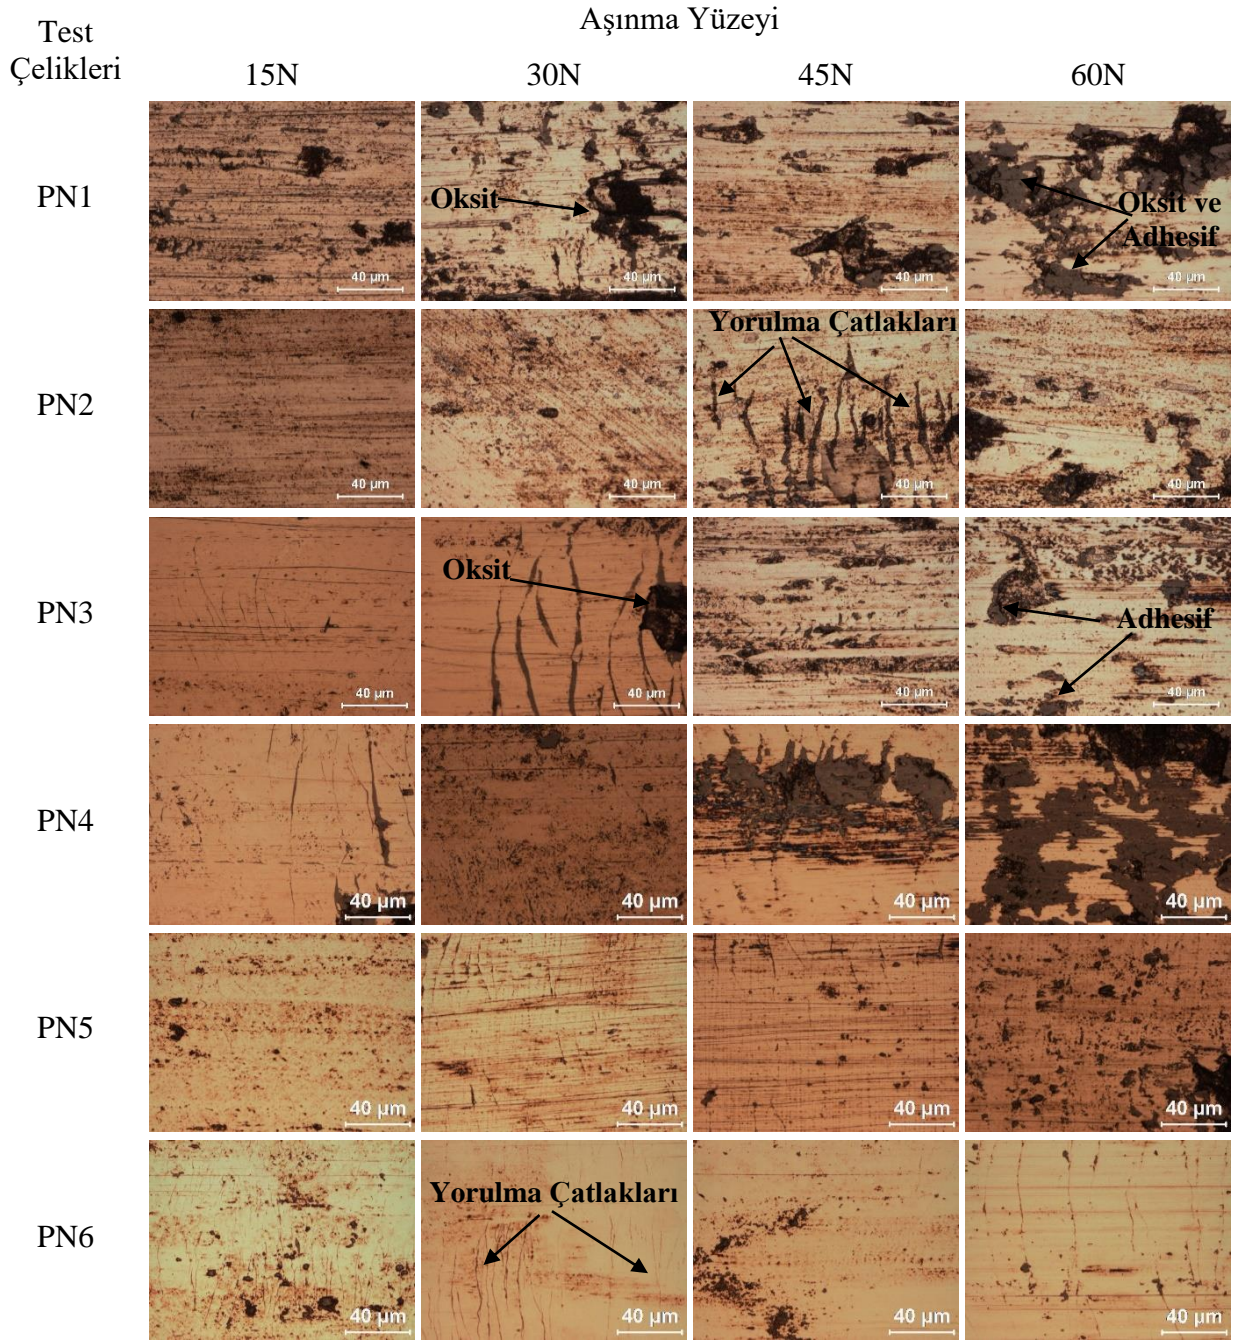 Aşınma Yüzeyi
Test
Çelikleri
15N
30N
45N
60N
PN1
Oksit
Oksit ve
Adhesif
40 µm
40 µm
40 µm
40 µm
PN2
Yorulma Çatlakları
40 µm
40 µm
40 µm
40 µm
PN3
Oksit
Adhesif
40 µm
40 µm
40 µm
40 µm
PN4
40 µm
40 µm
40 µm
40 µm
PN5
40 µm
40 µm
40 µm
40 µm
PN6
Yorulma Çatlakları
40 µm
40 µm
40 µm
40 µm